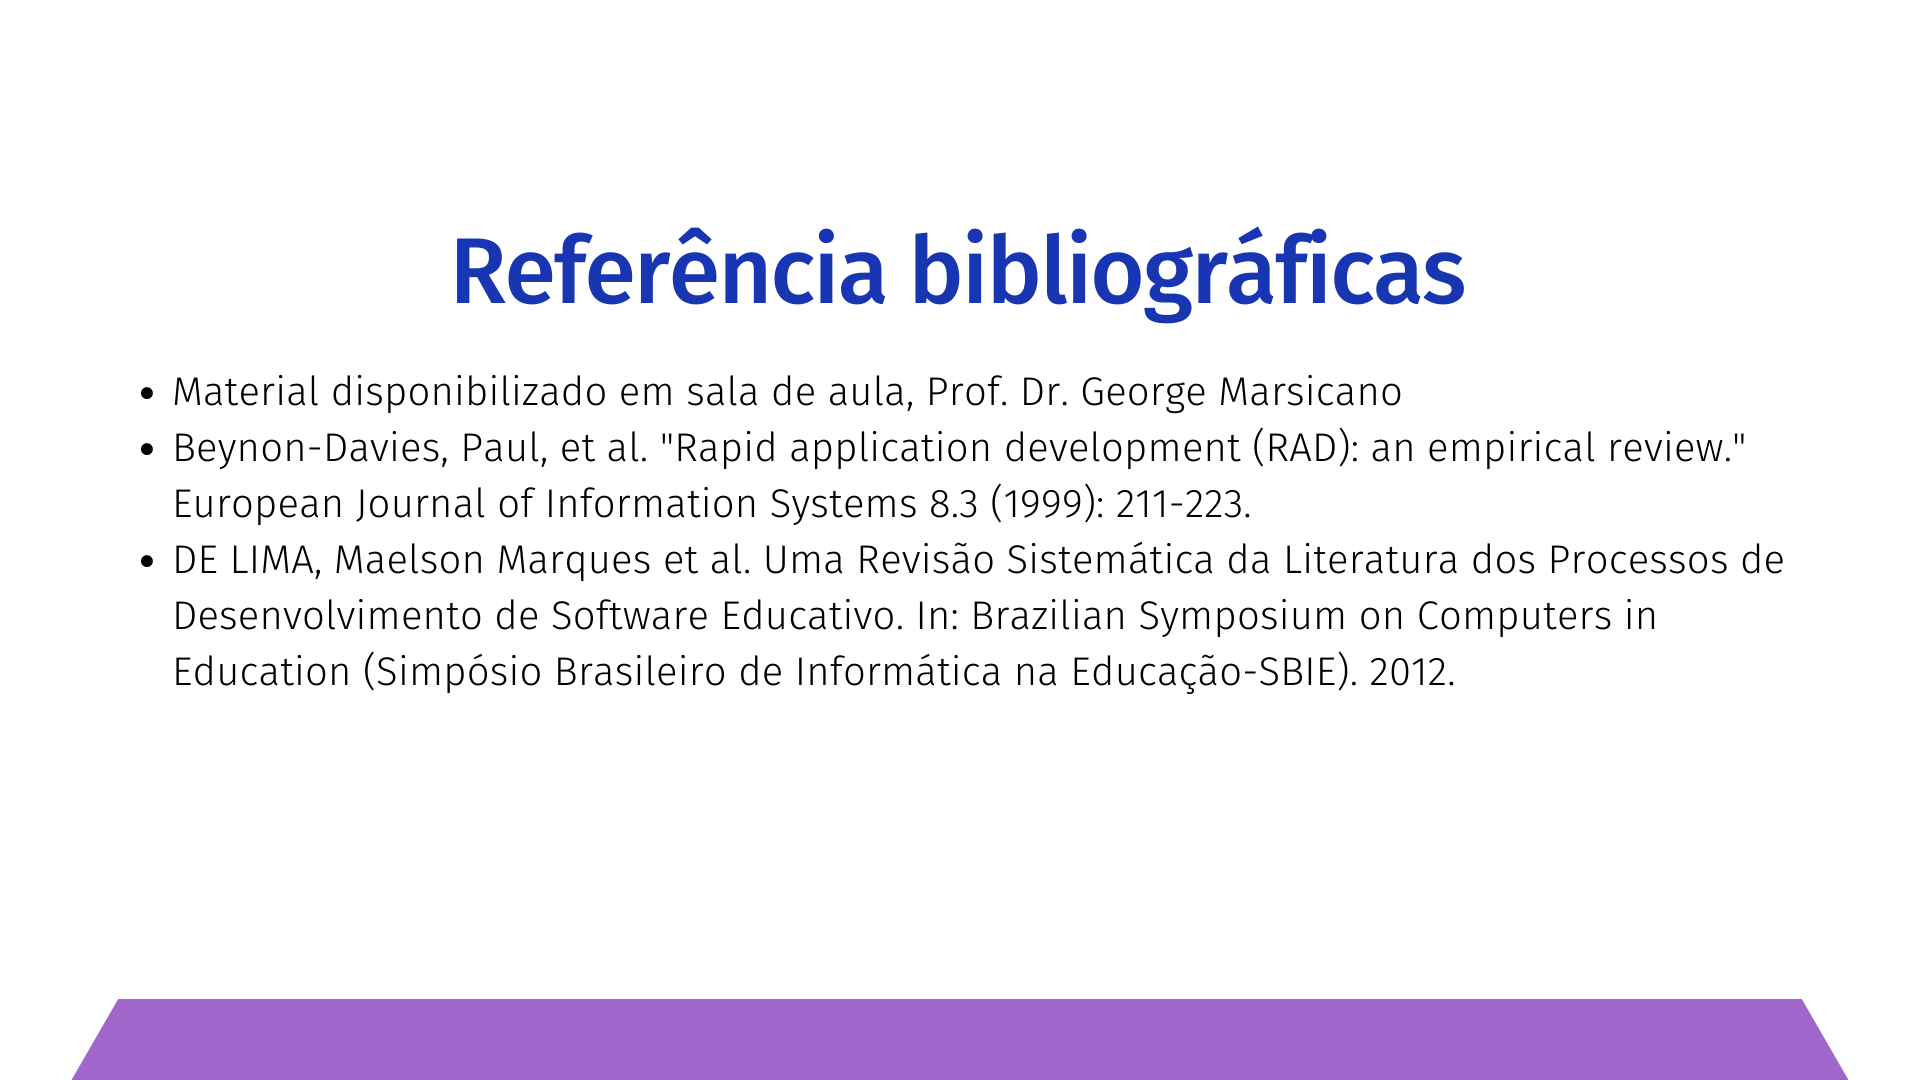 Referência bibliográficas
• Material disponibilizado em sala de aula, Prof. Dr. George Marsicano
• Beynon-Davies, Paul, et al. "Rapid application development (RAD): an empirical review."
European Journal of Information Systems 8.3 (1999): 211-223.
• DE LIMA, Maelson Marques et al. Uma Revisão Sistemática da Literatura dos Processos de
Desenvolvimento de Software Educativo. In: Brazilian Symposium on Computers in
Education (Simpósio Brasileiro de Informática na Educação-SBIE). 2012.